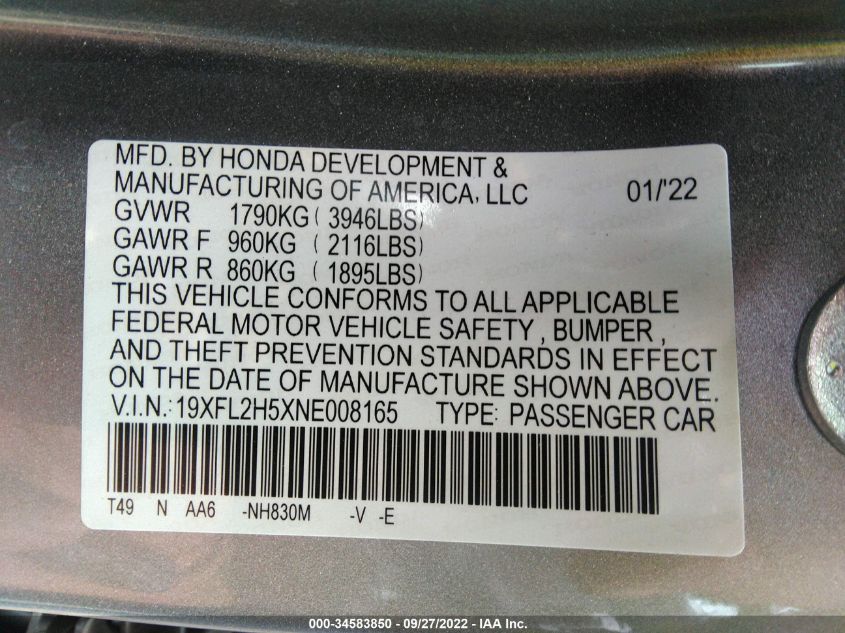 MFD. BY HONDA DEVELOPMENT &
MANUFACTURING OF AMERICA, LLC 01/'22
GVWR 1790KG ( 3946LBS)
GAWR F 960KG ( 2116LBS)
GAWR R 860KG ( 1895LBS)
THIS VEHICLE CONFORMS TO ALL APPLICABLE
FEDERAL MOTOR VEHICLE SAFETY , BUMPER ,
AND THEFT PREVENTION STANDARDS IN EFFECT
ON THE DATE OF MANUFACTURE SHOWN ABOVE.
V.I.N.: 19XFL2H5XNE008165 TYPE: PASSENGER CAR
T49 N AA6 -NH830M -V -E
000-34583850 - 09/27/2022 - IAA Inc.